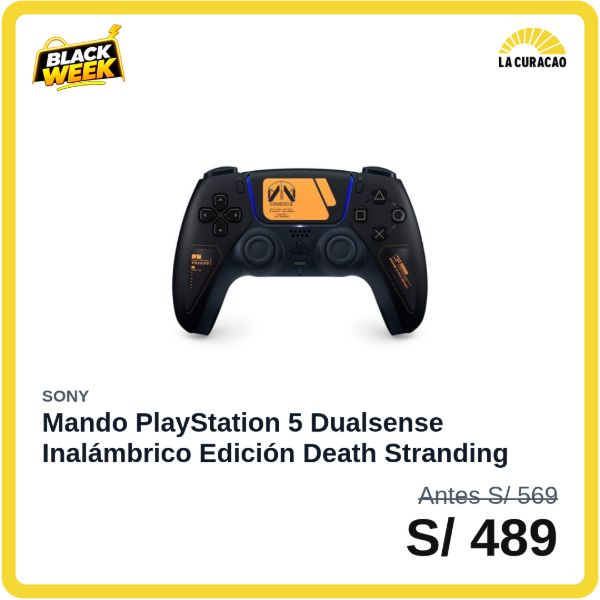 BLACK
WEEK
LA CURACAO
SONY
Mando PlayStation 5 Dualsense
Inalámbrico Edición Death Stranding
Antes S/ 569
S/ 489